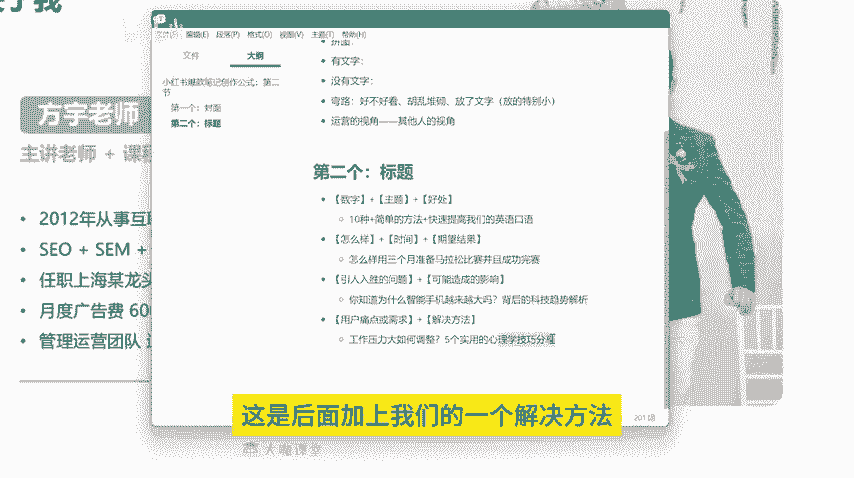 方宇老师
主讲老师 + 课程
2012年从事互联
SEO + SEM +
任职上海某龙头
月度广告费 600
管理运营团队
文件(F) 编辑(E) 段落(P) 格式(O) 视图(V) 主题(T) 帮助(H)
文件 大纲
小红书爆款笔记创作公式：第二节
第一个：封面
第二个：标题
拼图：
有文字：
没有文字：
弯路：好不好看、胡乱堆砌、放了文字（放的特别小）
运营的视角——其他人的视角
第二个：标题
【数字】+【主题】+【好处】
10种+简单的方法+快速提高我们的英语口语
【怎么样】+【时间】+【期望结果】
怎么样用三个月准备马拉松比赛并且成功完赛
【引人入胜的问题】+【可能造成的影响】
你知道为什么智能手机越来越大吗？背后的科技趋势解析
【用户痛点或需求】+【解决方法】
工作压力大如何调整？5个实用的心理学技巧分享
这是后面加上我们的一个解决方法
大咖课堂